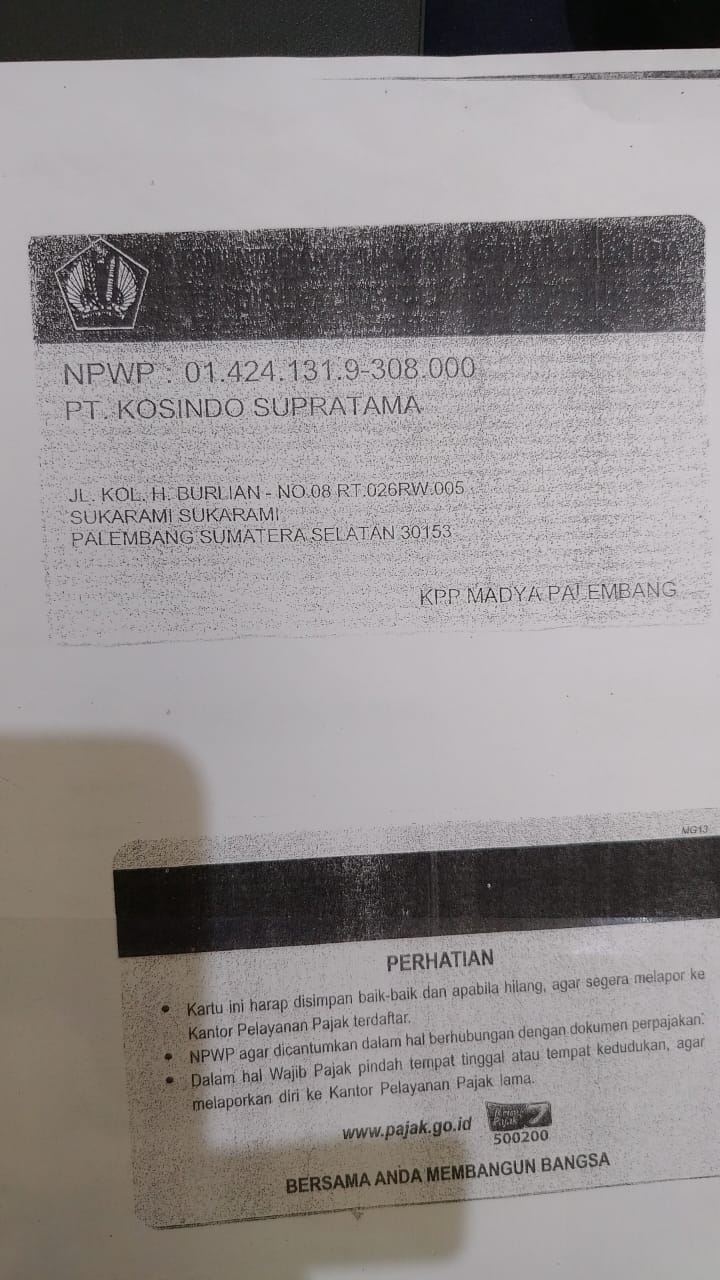 NPWP : 01.424.131.9-308.000
PT. KOSINDO SUPRATAMA
JL. KOL. H. BURLIAN - NO.08 RT.026RW.005
SUKARAMI SUKARAMI
PALEMBANG SUMATERA SELATAN 30153
KPP MADYA PALEMBANG
MG13
PERHATIAN
• Kartu ini harap disimpan baik-baik dan apabila hilang, agar segera melapor ke
Kantor Pelayanan Pajak terdaftar.
• NPWP agar dicantumkan dalam hal berhubungan dengan dokumen perpajakan.
• Dalam hal Wajib Pajak pindah tempat tinggal atau tempat kedudukan, agar
melaporkan diri ke Kantor Pelayanan Pajak lama.
www.pajak.go.id
Kring Pajak
500200
BERSAMA ANDA MEMBANGUN BANGSA